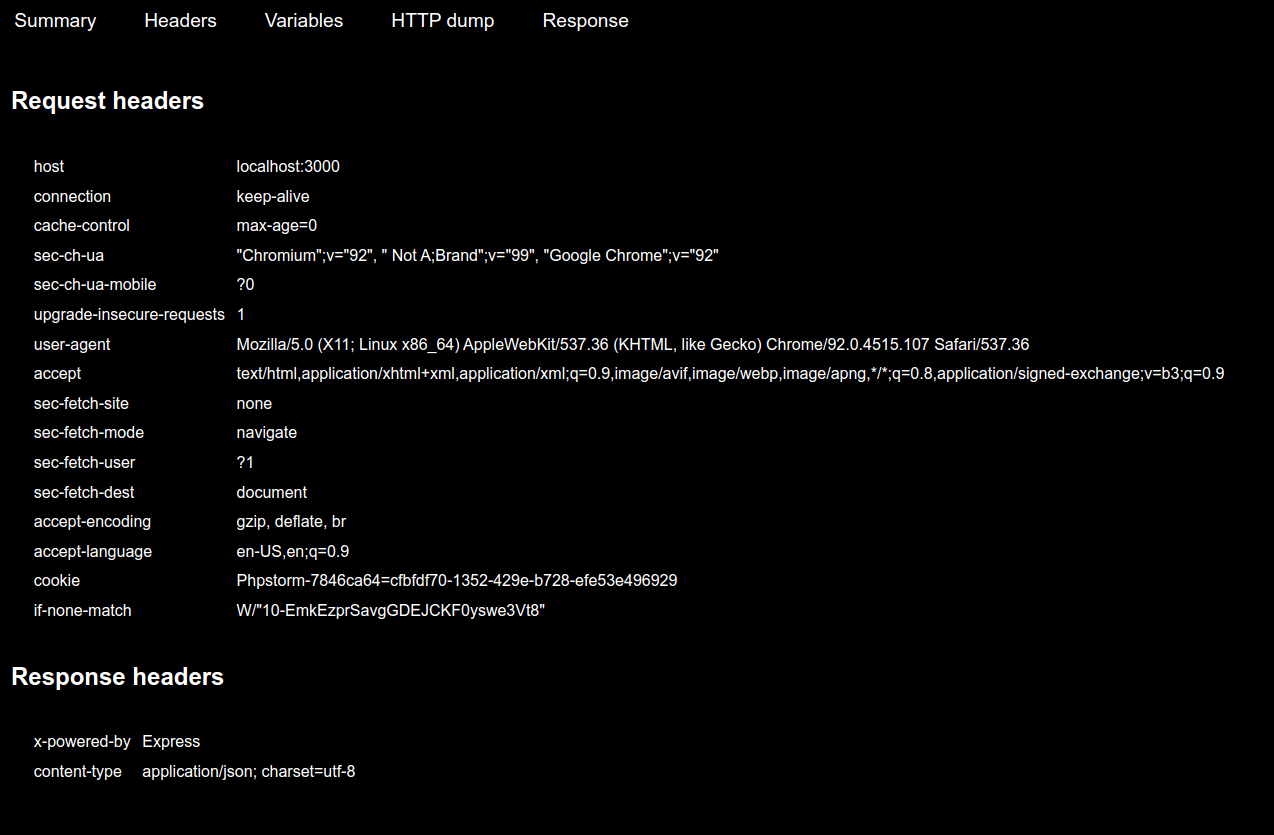 Summary Headers Variables HTTP dump Response
Request headers
host localhost:3000
connection keep-alive
cache-control max-age=0
sec-ch-ua "Chromium";v="92", " Not A;Brand";v="99", "Google Chrome";v="92"
sec-ch-ua-mobile ?0
upgrade-insecure-requests 1
user-agent Mozilla/5.0 (X11; Linux x86_64) AppleWebKit/537.36 (KHTML, like Gecko) Chrome/92.0.4515.107 Safari/537.36
accept text/html,application/xhtml+xml,application/xml;q=0.9,image/avif,image/webp,image/apng,*/*;q=0.8,application/signed-exchange;v=b3;q=0.9
sec-fetch-site none
sec-fetch-mode navigate
sec-fetch-user ?1
sec-fetch-dest document
accept-encoding gzip, deflate, br
accept-language en-US,en;q=0.9
cookie Phpstorm-7846ca64=cfbfdf70-1352-429e-b728-efe53e496929
if-none-match W/"10-EmkEzprSavgGDEJCKF0yswe3Vt8"
Response headers
x-powered-by Express
content-type application/json; charset=utf-8